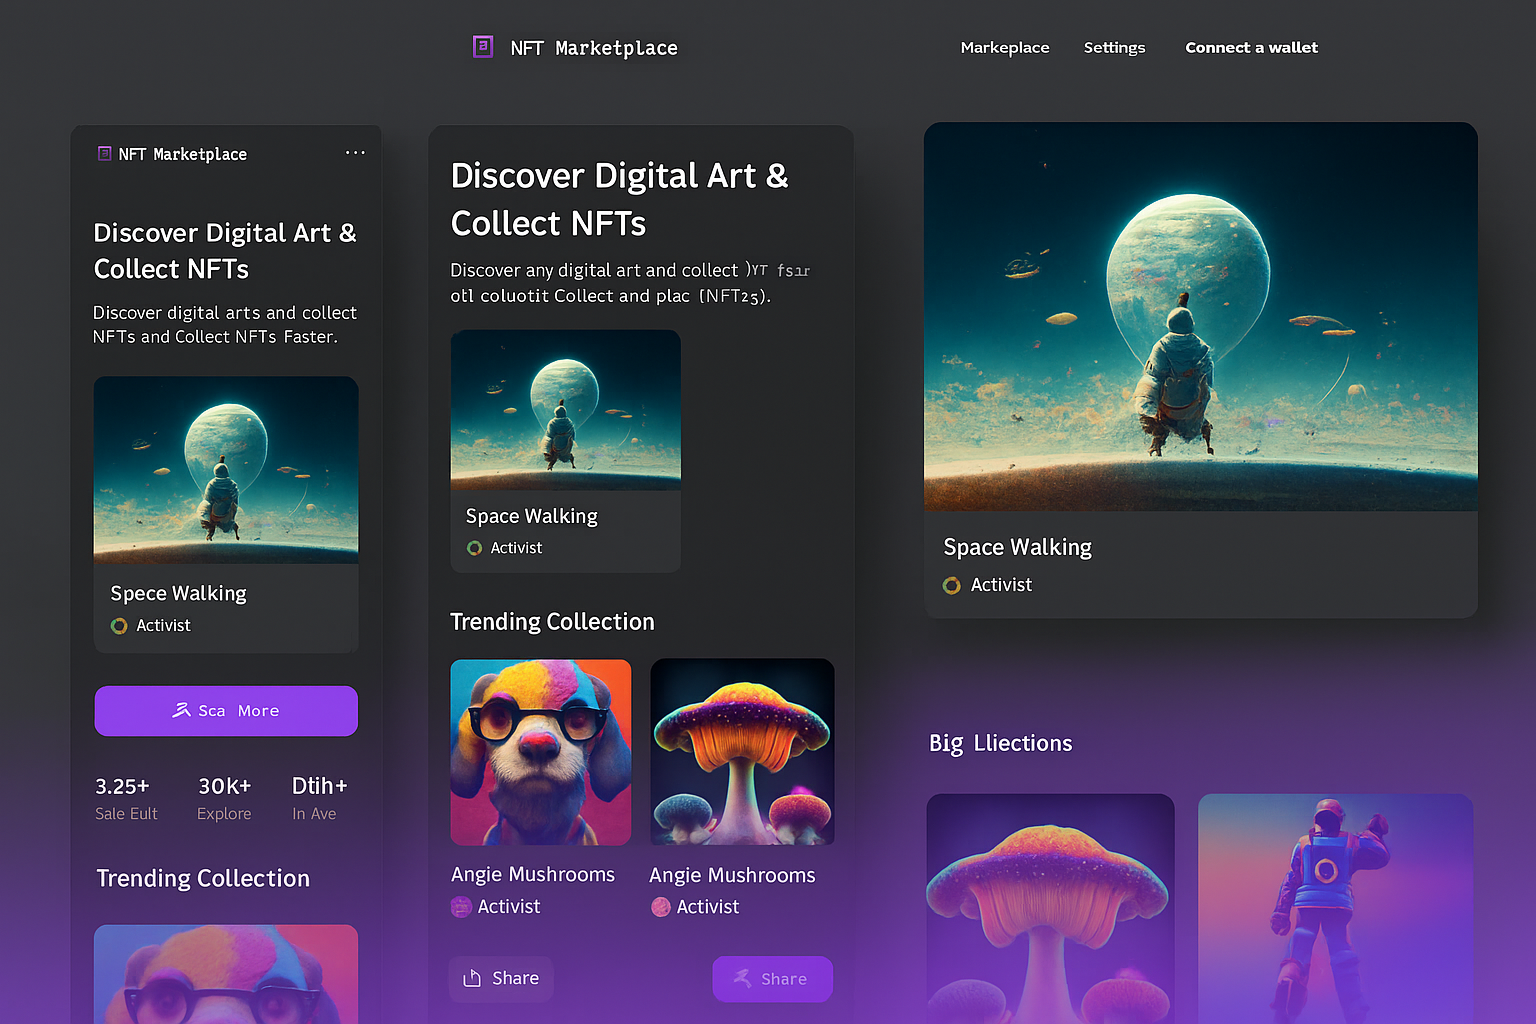 NFT Marketplace
Markeplace
Settings
Connect a wallet
NFT Marketplace
Discover Digital Art &
Collect NFTs
Discover digital arts and collect
NFTs and Collect NFTs Faster.
Spece Walking
Activist
Sca More
3.25+
30k+
Dtih+
Sale Eult
Explore
In Ave
Trending Collection
Discover Digital Art &
Collect NFTs
Discover any digital art and collect
otl coluotit Collect and plac
Space Walking
Activist
Trending Collection
Angie Mushrooms
Activist
Angie Mushrooms
Activist
Share
Share
Space Walking
Activist
Big Lliections